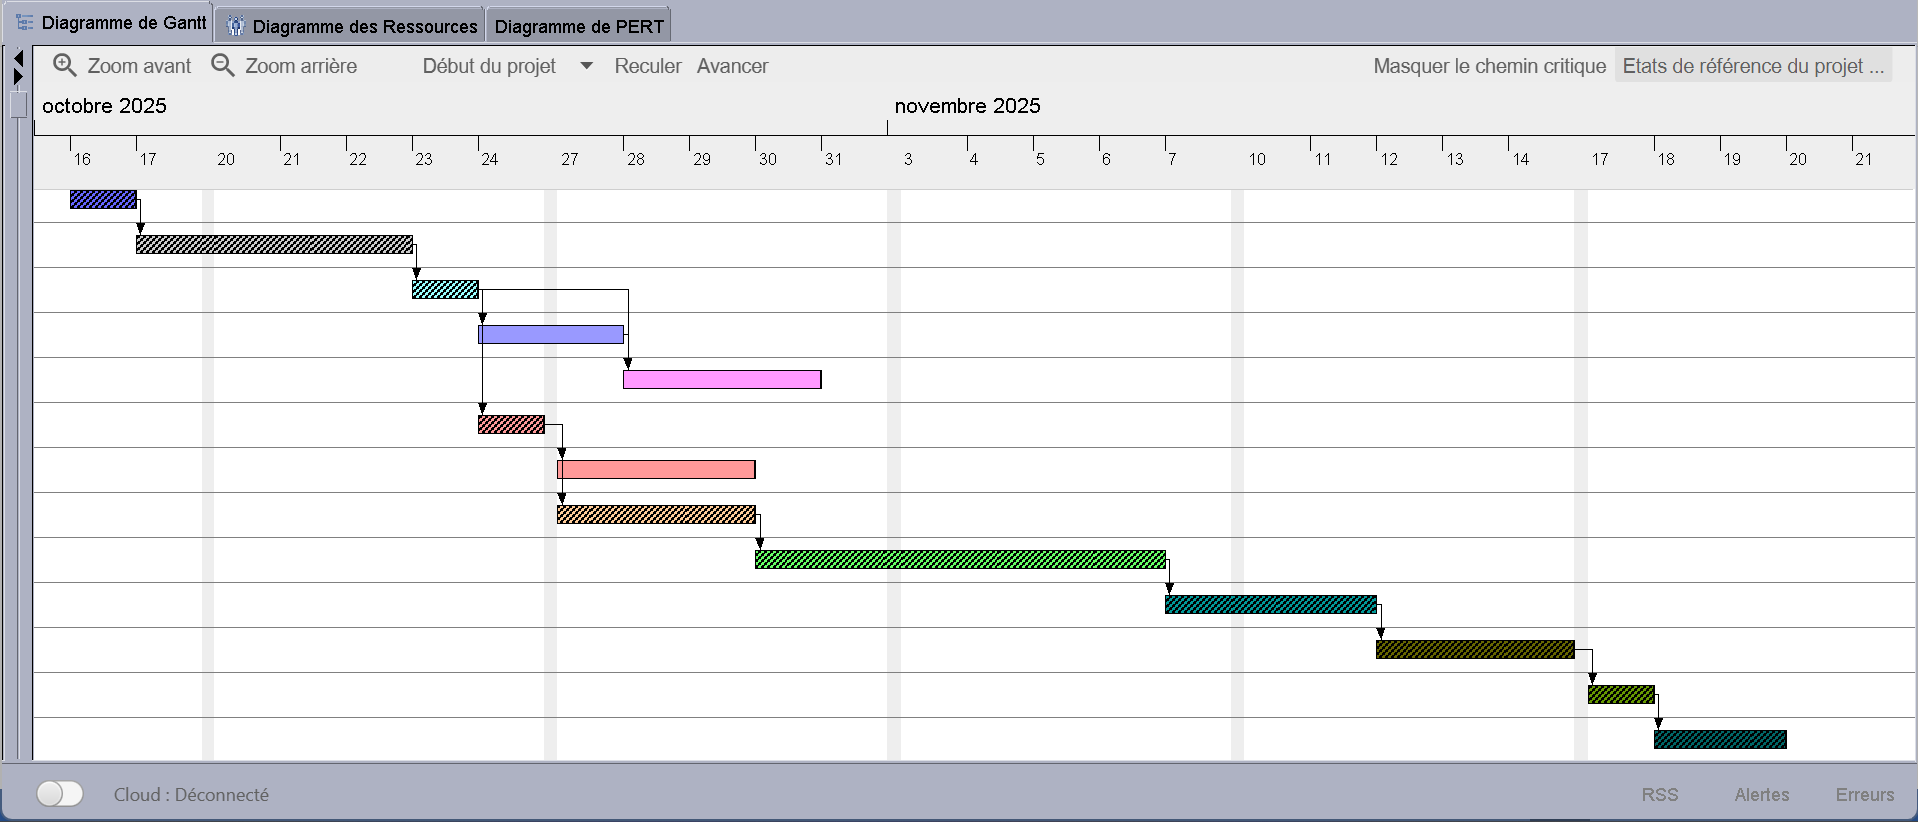 Diagramme de Gantt Diagramme des Ressources Diagramme de PERT
Zoom avant Zoom arrière Début du projet Reculer Avancer Masquer le chemin critique Etats de référence du projet ...
octobre 2025 novembre 2025
16 17 20 21 22 23 24 27 28 29 30 31 3 4 5 6 7 10 11 12 13 14 17 18 19 20 21
Cloud : Déconnecté RSS Alertes Erreurs